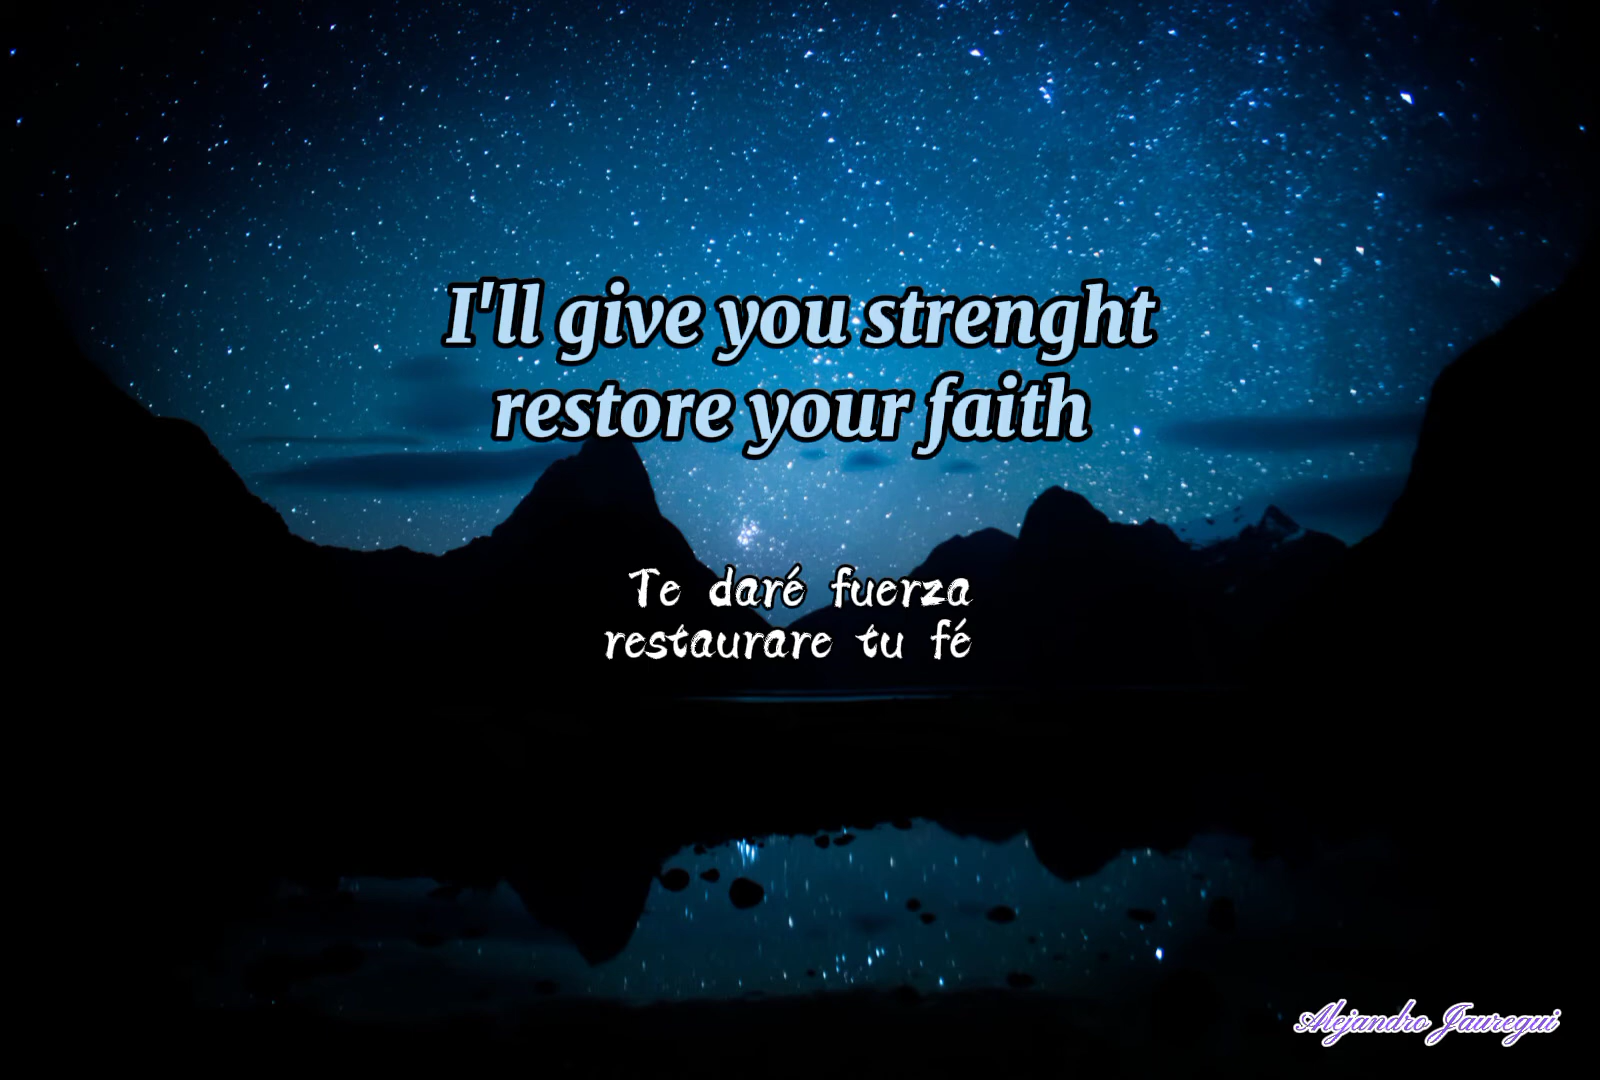 I'll give you strenght
restore your faith
Te daré fuerza
restaurare tu fé
Alejandro Jauregui